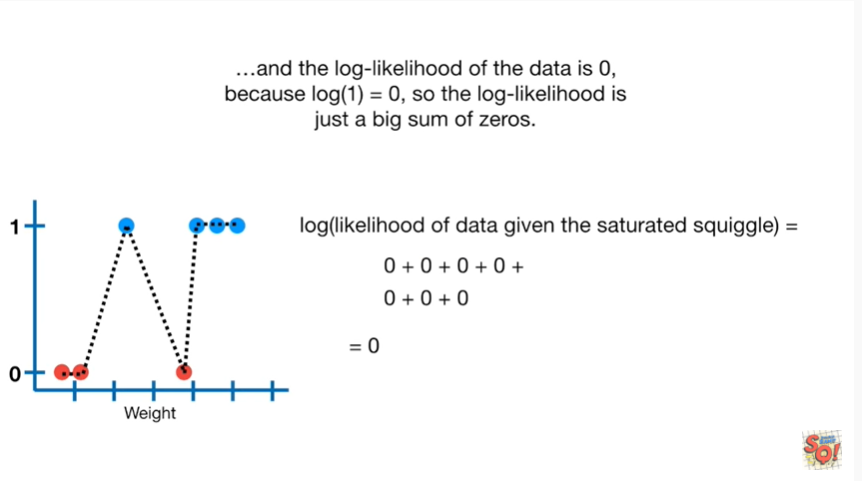 …and the log-likelihood of the data is 0,
because log(1) = 0, so the log-likelihood is
just a big sum of zeros.
1
log(likelihood of data given the saturated squiggle) =
0 + 0 + 0 + 0 +
0 + 0 + 0
= 0
0
Weight
SQ!